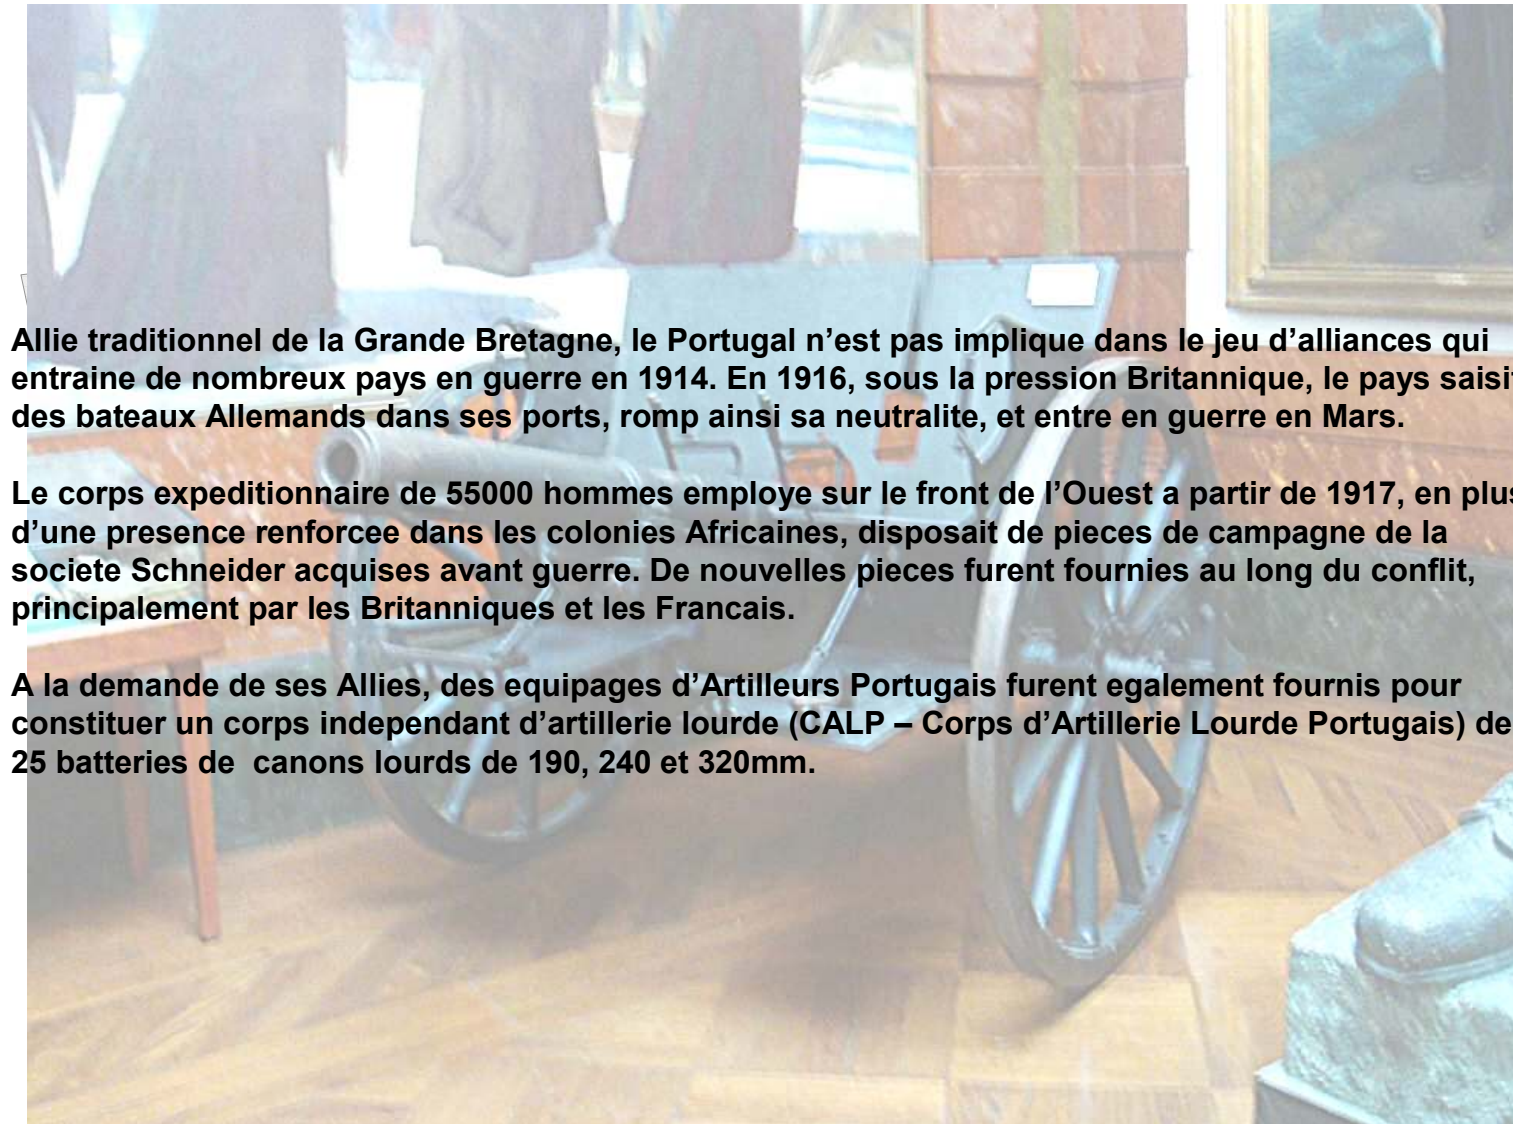 Allie traditionnel de la Grande Bretagne, le Portugal n’est pas implique dans le jeu d’alliances qui
entraine de nombreux pays en guerre en 1914. En 1916, sous la pression Britannique, le pays saisit
des bateaux Allemands dans ses ports, romp ainsi sa neutralite, et entre en guerre en Mars.
Le corps expeditionnaire de 55000 hommes employe sur le front de l’Ouest a partir de 1917, en plus
d’une presence renforcee dans les colonies Africaines, disposait de pieces de campagne de la
societe Schneider acquises avant guerre. De nouvelles pieces furent fournies au long du conflit,
principalement par les Britanniques et les Francais.
A la demande de ses Allies, des equipages d’Artilleurs Portugais furent egalement fournis pour
constituer un corps independant d’artillerie lourde (CALP – Corps d’Artillerie Lourde Portugais) de
25 batteries de  canons lourds de 190, 240 et 320mm.